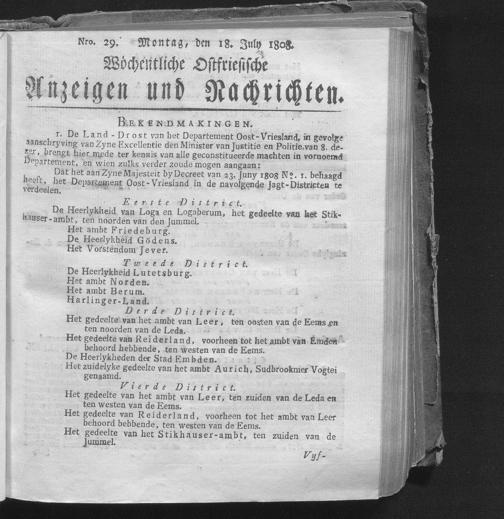 Nro. 29. Montag, den 18. July 1808.
Wöchentliche Ostfriesische
Anzeigen und Nachrichten.
BEKENDMAKINGEN.
1. De Land-Drost van het Departement Oost-Vriesland, in gevolge
aanschryving van Zyne Excellentie den Minister van Justitie en Politie.van 8. de-
zer, brengt hier mede ter kennis van alle geconstitueerde machten in voornoemd
Departement, en wien zulks verder zoude mogen aangaan:
Dat het aan Zyne Majesteit by Decreet van 23. Juny 1808 No. 1. behaagd
heeft, het Departement Oost-Vriesland in de navolgende Jagt-Districten te
verdeelen.
Eerste District.
De Heerlykheid van Loga en Logaberum, het gedeelte van het Stik-
hauser-ambt, ten noorden van den Jummel.
Het ambt Friedeburg.
De Heerlykheid Gödens.
Het Vorstendom Jever.
Tweede District.
De Heerlykheid Lutetsburg.
Het ambt Norden.
Het ambt Berum.
Harlinger-Land.
Derde District.
Het gedeelte van het ambt van Leer, ten oosten van de Eems en
ten noorden van de Leda.
Het gedeelte van Reiderland, voorheen tot het ambt van Emden
behoord hebbende, ten westen van de Eems.
De Heerlykheden der Stad Embden.
Het zuidelyke gedeelte van het ambt Aurich, Sudbrookmer Vogtei
genaamd.
Vierde District.
Het gedeelte van het ambt van Leer, ten zuiden van de Leda en
ten westen van de Eems.
Het gedeelte van Reiderland, voorheen tot het ambt van Leer
behoord hebbende, ten westen van de Eems.
Het gedeelte van het Stikhauser-ambt, ten zuiden van de
Jummel.
Vyf-